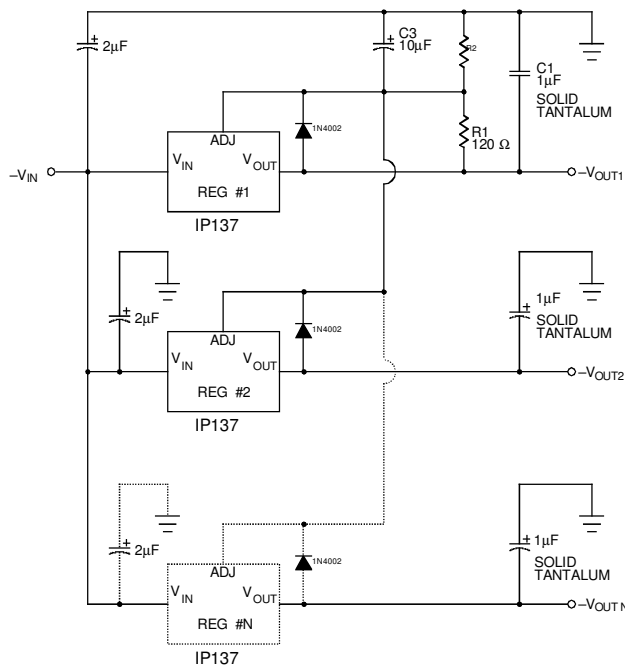 2μF
C3
10μF
R2
C1
1μF
SOLID
TANTALUM
ADJ
1N4002
R1
120 Ω
–VIN
VIN
VOUT
REG #1
–VOUT1
IP137
2μF
ADJ
1N4002
1μF
SOLID
TANTALUM
VIN
VOUT
REG #2
–VOUT2
IP137
2μF
ADJ
1N4002
1μF
SOLID
TANTALUM
VIN
VOUT
REG #N
–VOUT N
IP137